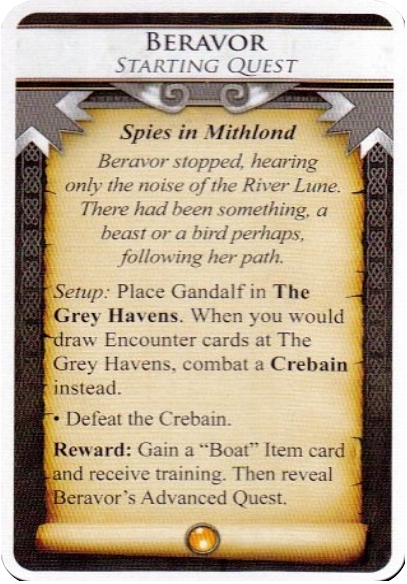 BERAVOR
STARTING QUEST
Spies in Mithlond
Beravor stopped, hearing
only the noise of the River Lune.
There had been something, a
beast or a bird perhaps,
following her path.
Setup: Place Gandalf in The
Grey Havens. When you would
draw Encounter cards at The
Grey Havens, combat a Crebain
instead.
• Defeat the Crebain.
Reward: Gain a “Boat” Item card
and receive training. Then reveal
Beravor’s Advanced Quest.